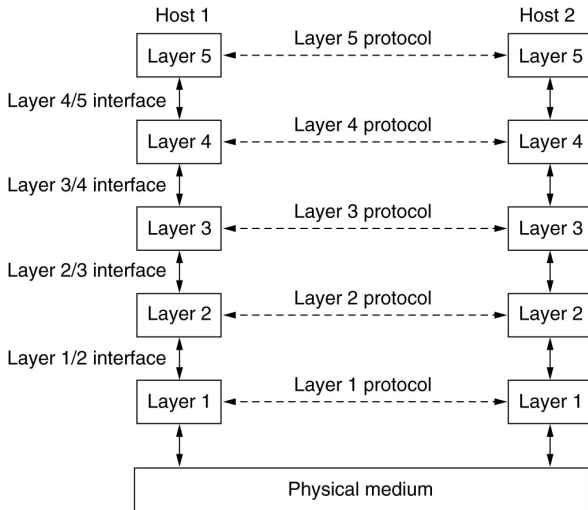 Host 1
Host 2
Layer 5 protocol
Layer 5
Layer 5
Layer 4/5 interface
Layer 4 protocol
Layer 4
Layer 4
Layer 3/4 interface
Layer 3 protocol
Layer 3
Layer 3
Layer 2/3 interface
Layer 2 protocol
Layer 2
Layer 2
Layer 1/2 interface
Layer 1 protocol
Layer 1
Layer 1
Physical medium